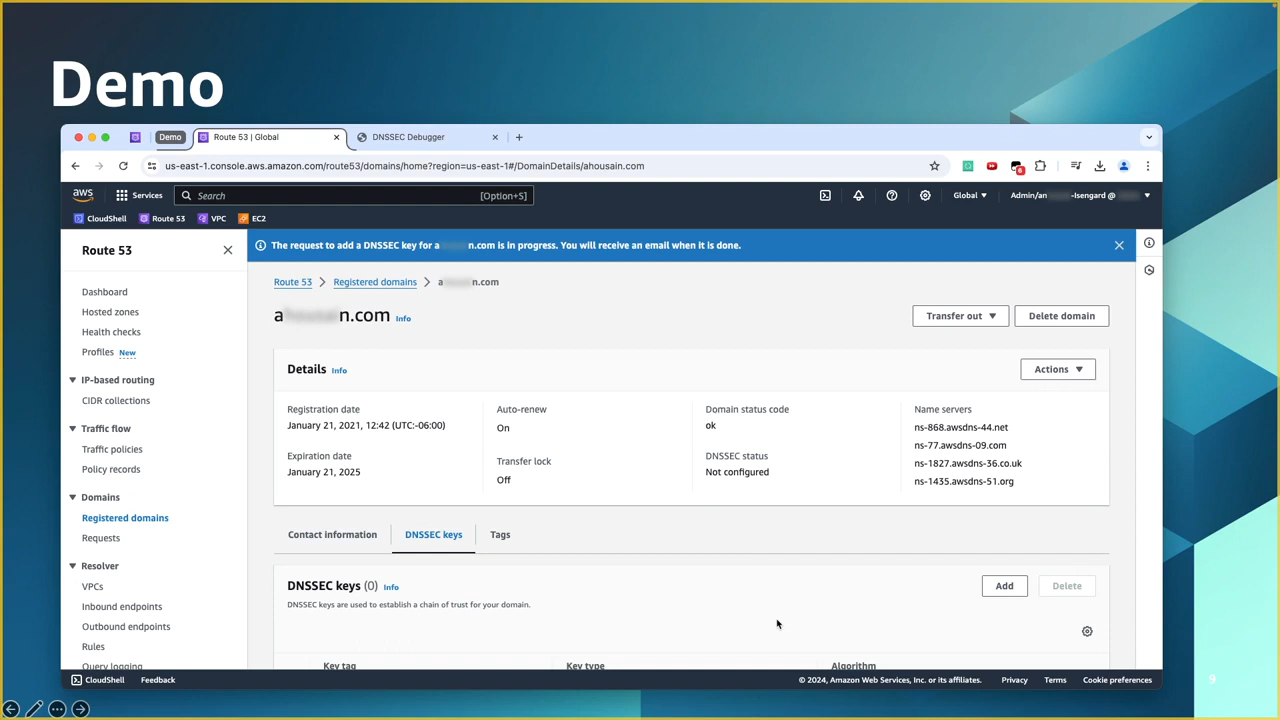 Demo
Demo
Route 53 | Global
DNSSEC Debugger
us-east-1.console.aws.amazon.com/route53/domains/home?region=us-east-1#/DomainDetails/ahousain.com
6
aws
Services
Search
[Option+S]
Global
Admin/an -Isengard @
CloudShell
Route 53
VPC
EC2
Route 53
The request to add a DNSSEC key for a n.com is in progress. You will receive an email when it is done.
Route 53
Registered domains
a n.com
a n.com
Info
Transfer out
Delete domain
Dashboard
Hosted zones
Health checks
Profiles New
IP-based routing
CIDR collections
Traffic flow
Traffic policies
Policy records
Domains
Registered domains
Requests
Resolver
VPCs
Inbound endpoints
Outbound endpoints
Rules
Query logging
Details Info
Actions
Registration date
January 21, 2021, 12:42 (UTC-06:00)
Expiration date
January 21, 2025
Auto-renew
On
Transfer lock
Off
Domain status code
ok
DNSSEC status
Not configured
Name servers
ns-868.awsdns-44.net
ns-77.awsdns-09.com
ns-1827.awsdns-36.co.uk
ns-1435.awsdns-51.org
Contact information
DNSSEC keys
Tags
DNSSEC keys (0) Info
DNSSEC keys are used to establish a chain of trust for your domain.
Add
Delete
Key tag
Key type
Algorithm
CloudShell
Feedback
© 2024, Amazon Web Services, Inc. or its affiliates.
Privacy
Terms
Cookie preferences
9